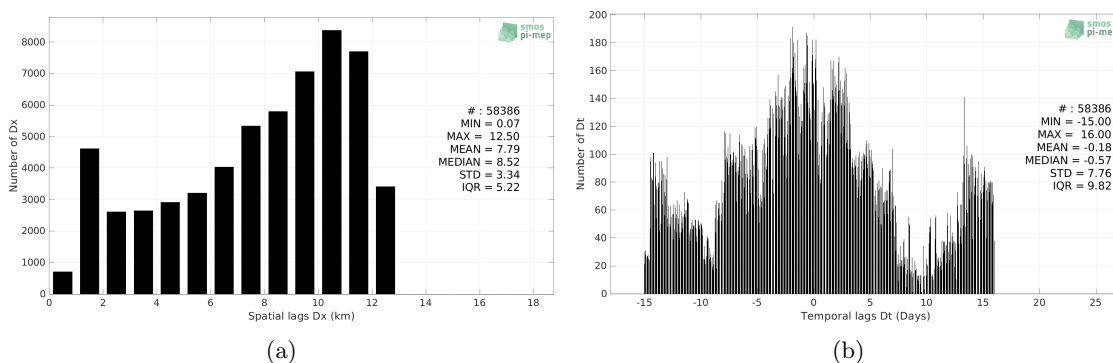 9000
8000
7000
6000
5000
4000
3000
2000
1000
0
Number of Dx
0 2 4 6 8 10 12 14 16 18
Spatial lags Dx (km)
smos
pi-mep
# : 58386
MIN = 0.07
MAX = 12.50
MEAN = 7.79
MEDIAN = 8.52
STD = 3.34
IQR = 5.22
(a)
200
180
160
140
120
100
80
60
40
20
0
Number of Dt
-15 -10 -5 0 5 10 15 20 25
Temporal lags Dt (Days)
smos
pi-mep
# : 58386
MIN = -15.00
MAX = 16.00
MEAN = -0.18
MEDIAN = -0.57
STD = 7.76
IQR = 9.82
(b)